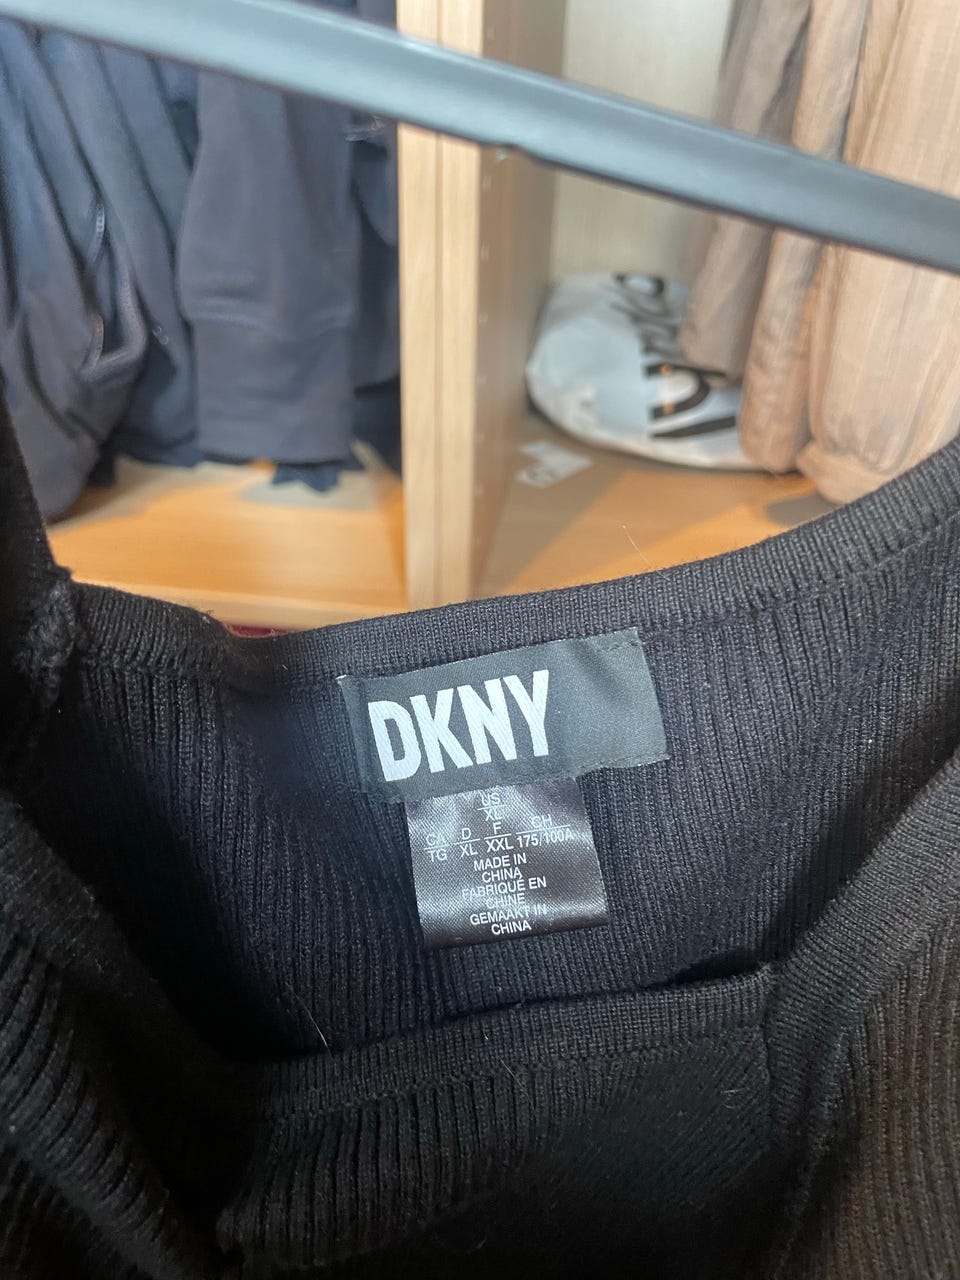 DKNY
US
XL
CA D F CH
TG XL XXL 175/100A
MADE IN
CHINA
FABRIQUÉ EN
CHINE
GEMAAKT IN
CHINA